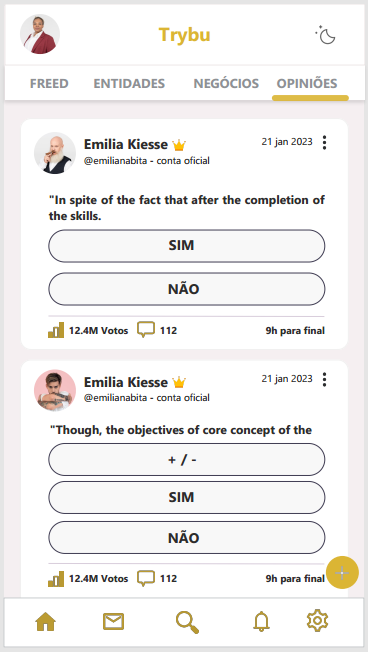 Trybu
FREED ENTIDADES NEGÓCIOS OPINIÕES
Emilia Kiesse
21 jan 2023
@emilianabita - conta oficial
"In spite of the fact that after the completion of
the skills.
SIM
NÃO
12.4M Votos 112 9h para final
Emilia Kiesse
21 jan 2023
@emilianabita - conta oficial
"Though, the objectives of core concept of the
+ / -
SIM
NÃO
12.4M Votos 112 9h para final